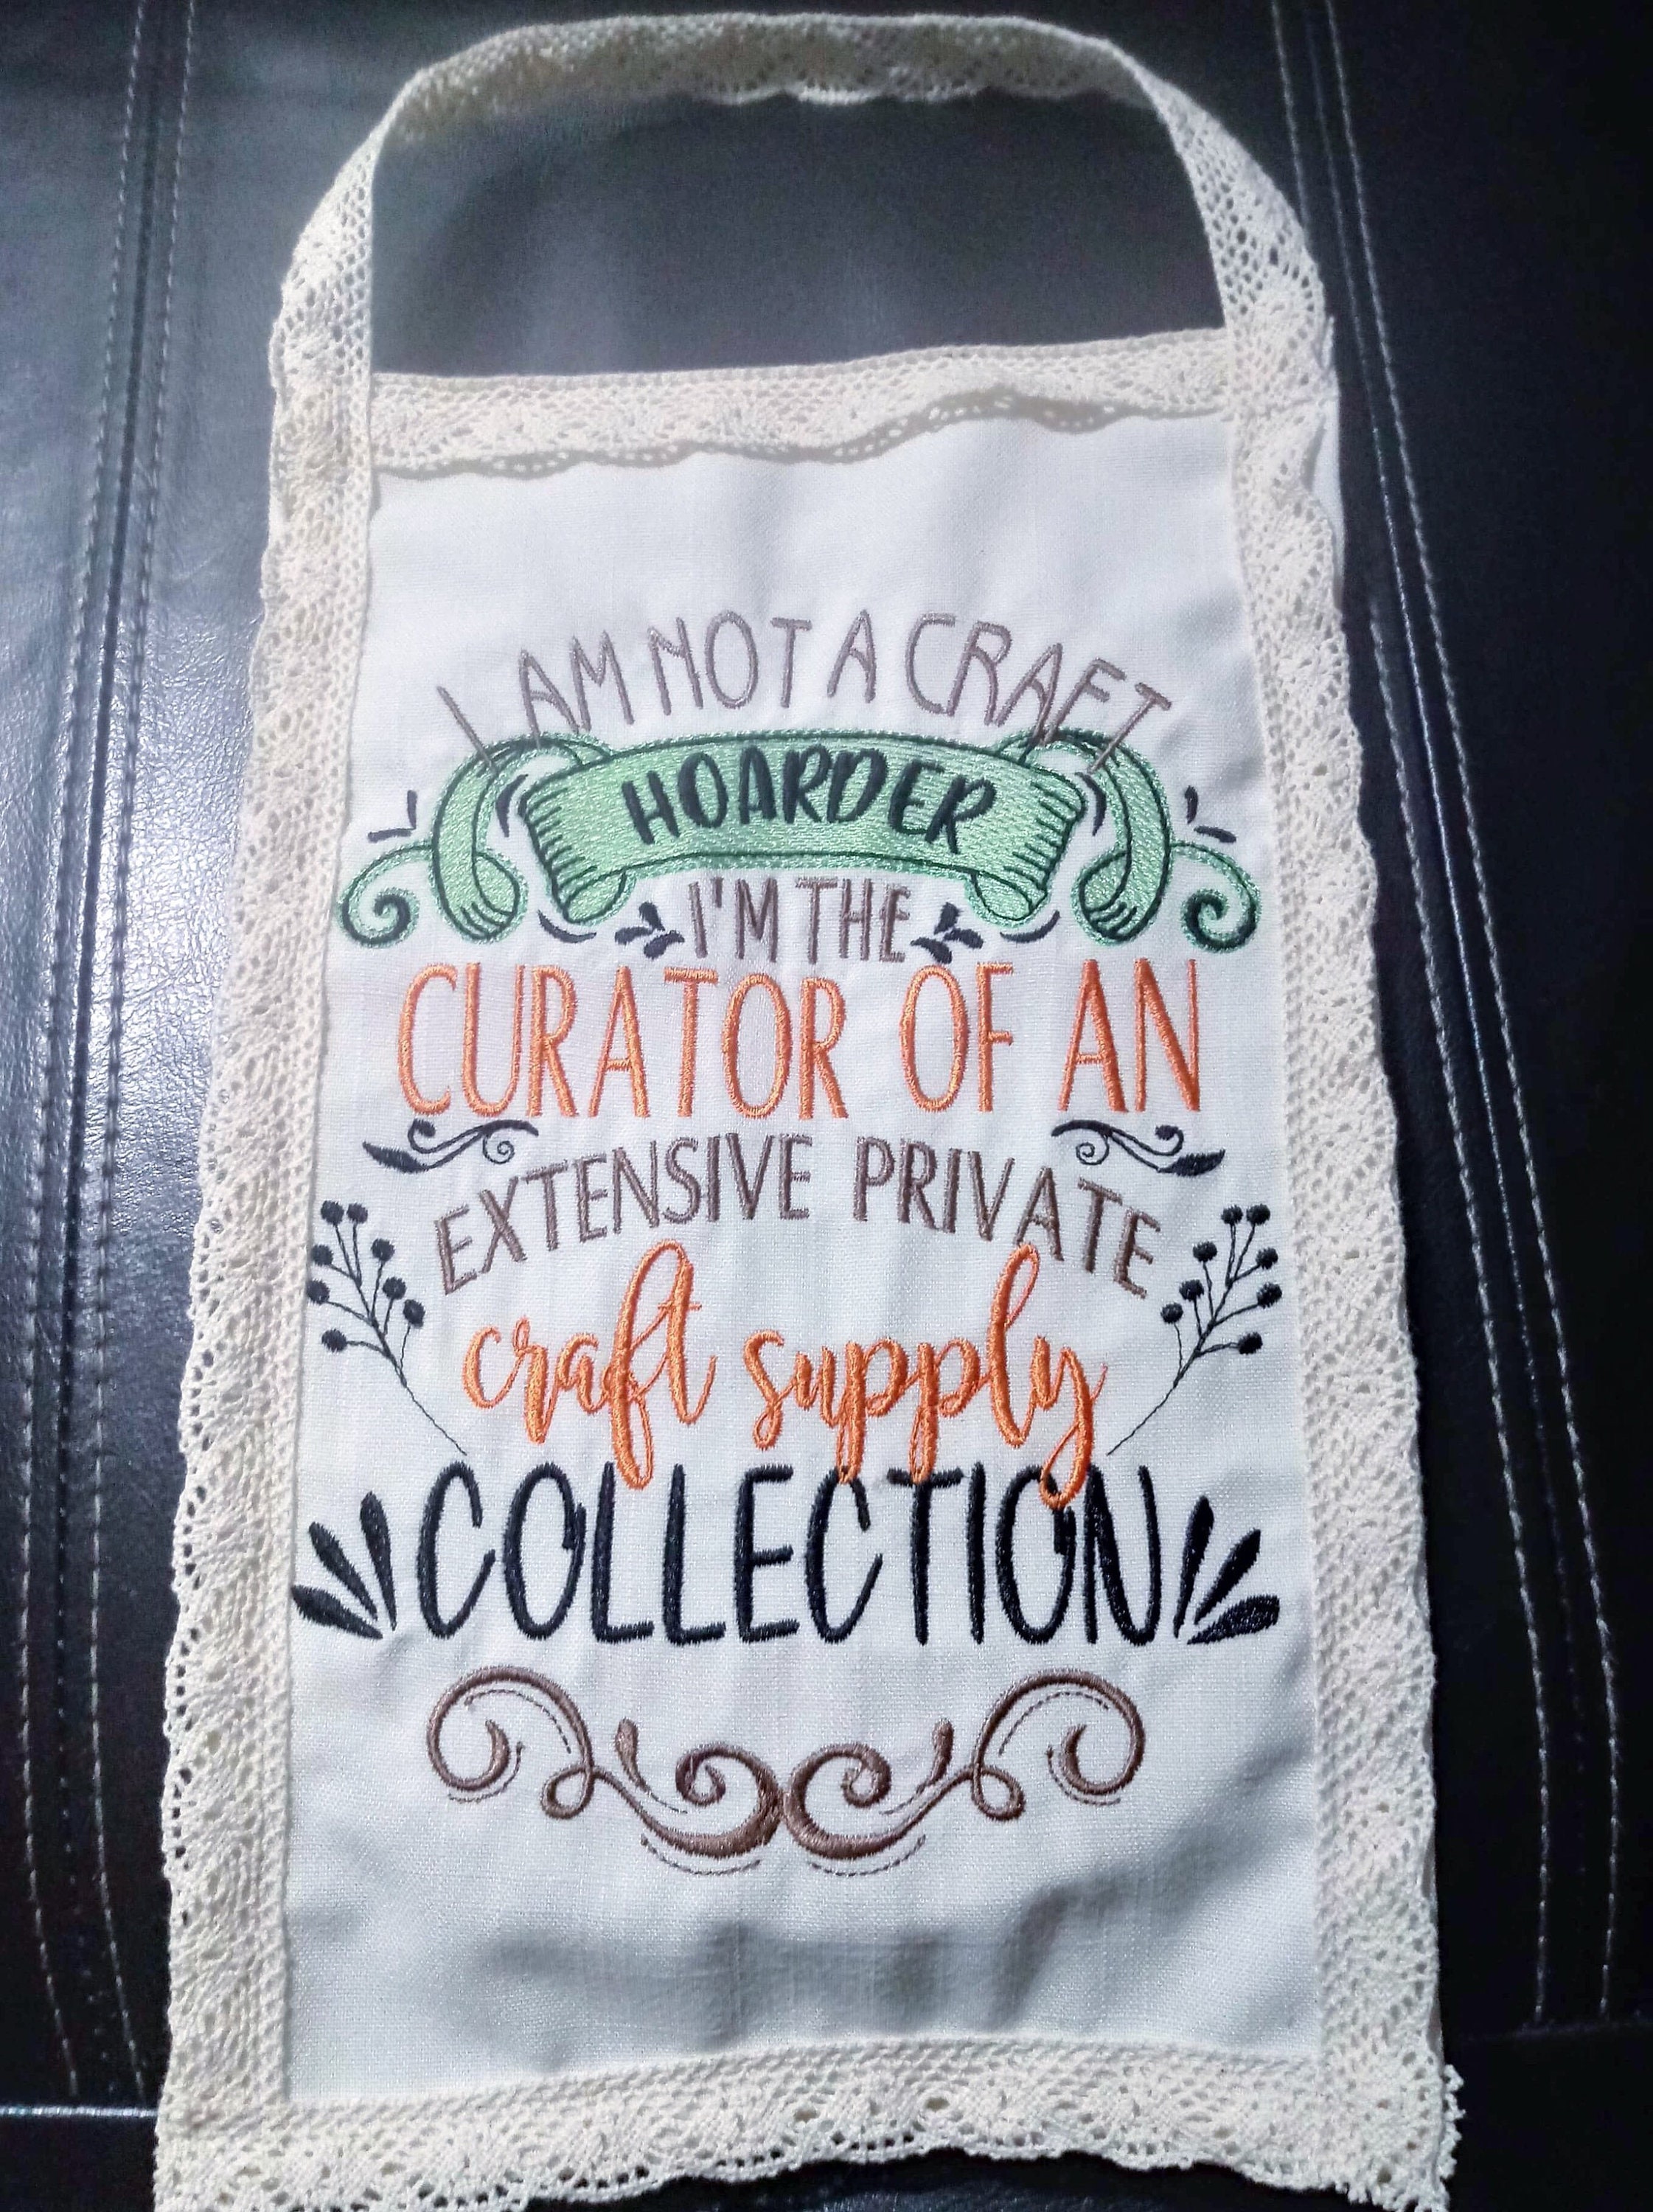 I AM NOT A CRAFT
HOARDER
I'M THE
CURATOR OF AN
EXTENSIVE PRIVATE
craft supply
COLLECTION